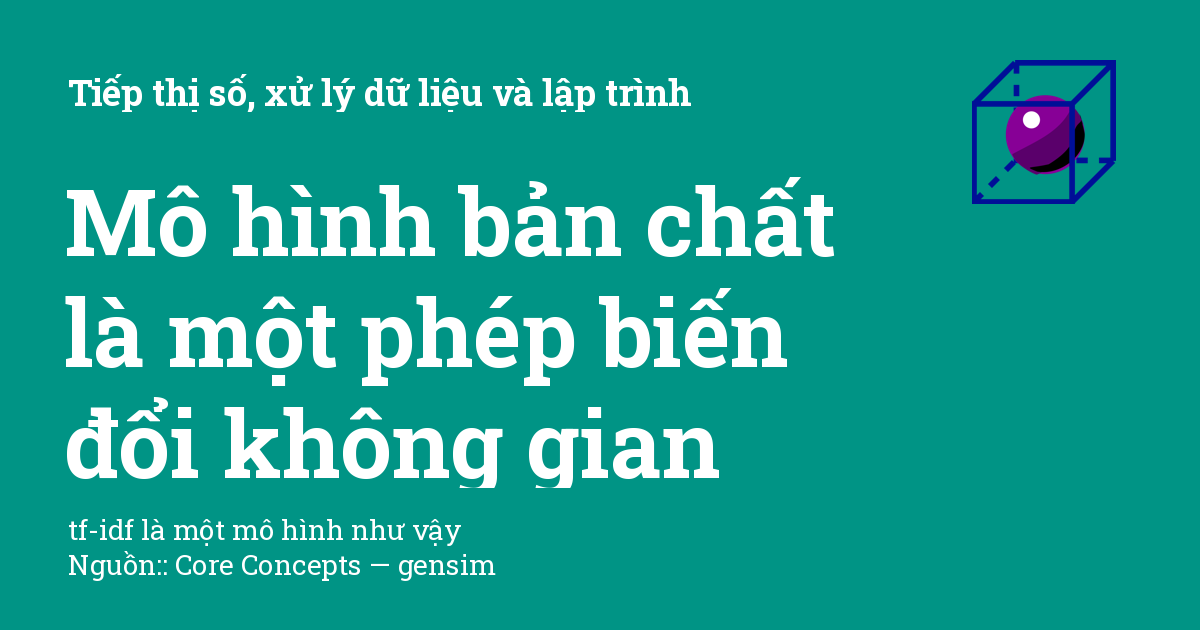 Tiếp thị số, xử lý dữ liệu và lập trình
Mô hình bản chất
là một phép biến
đổi không gian
tf-idf là một mô hình như vậy
Nguồn:: Core Concepts — gensim